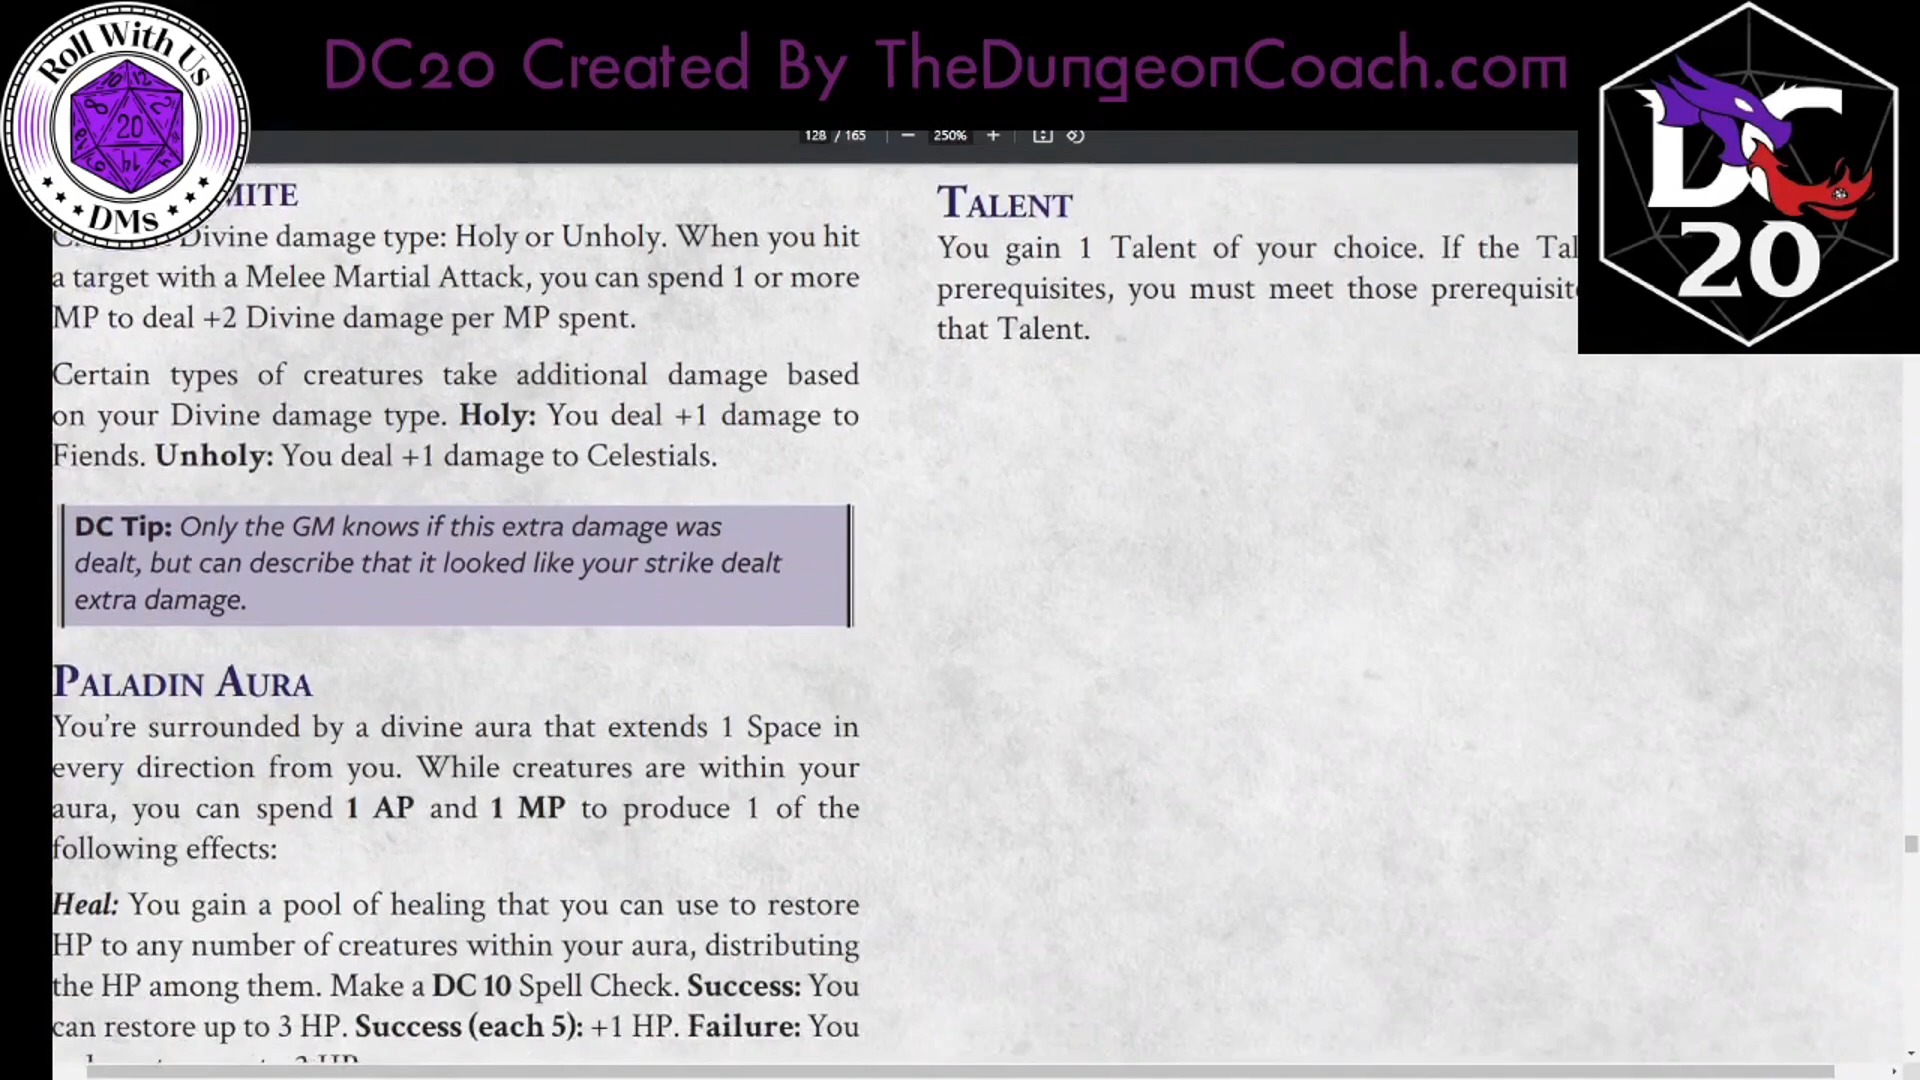 Roll With Us
20
DMs
DC20 Created By TheDungeonCoach.com
DC
20
128 / 165 − 250% +
MITE
Divine damage type: Holy or Unholy. When you hit
a target with a Melee Martial Attack, you can spend 1 or more
MP to deal +2 Divine damage per MP spent.
Certain types of creatures take additional damage based
on your Divine damage type. Holy: You deal +1 damage to
Fiends. Unholy: You deal +1 damage to Celestials.
DC Tip: Only the GM knows if this extra damage was
dealt, but can describe that it looked like your strike dealt
extra damage.
PALADIN AURA
You're surrounded by a divine aura that extends 1 Space in
every direction from you. While creatures are within your
aura, you can spend 1 AP and 1 MP to produce 1 of the
following effects:
Heal: You gain a pool of healing that you can use to restore
HP to any number of creatures within your aura, distributing
the HP among them. Make a DC 10 Spell Check. Success: You
can restore up to 3 HP. Success (each 5): +1 HP. Failure: You
TALENT
You gain 1 Talent of your choice. If the Tal
prerequisites, you must meet those prerequisit
that Talent.